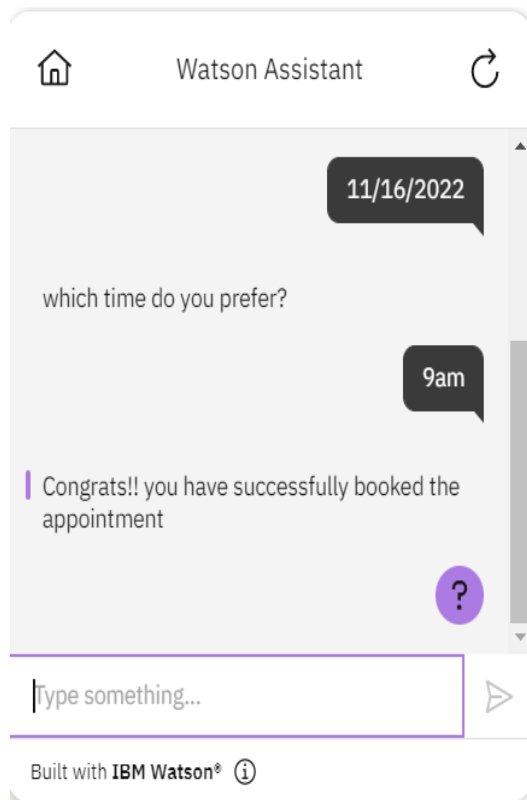 Watson Assistant
11/16/2022
which time do you prefer?
9am
Congrats!! you have successfully booked the
appointment
?
Type something...
Built with IBM Watson®